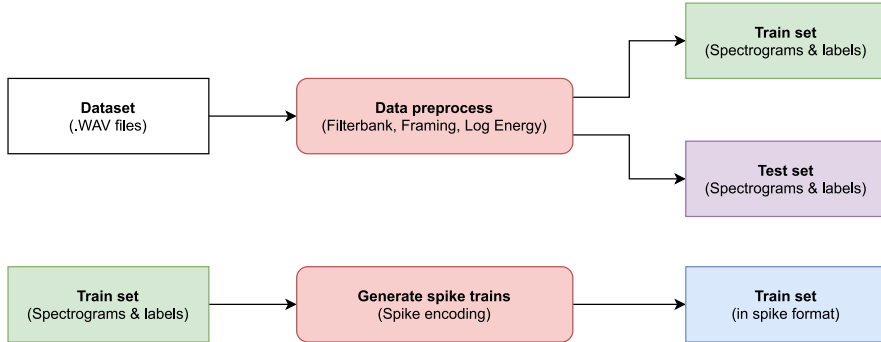 Train set
(Spectrograms & labels)
Dataset
(.WAV files)
Data preprocess
(Filterbank, Framing, Log Energy)
Test set
(Spectrograms & labels)
Train set
(Spectrograms & labels)
Generate spike trains
(Spike encoding)
Train set
(in spike format)